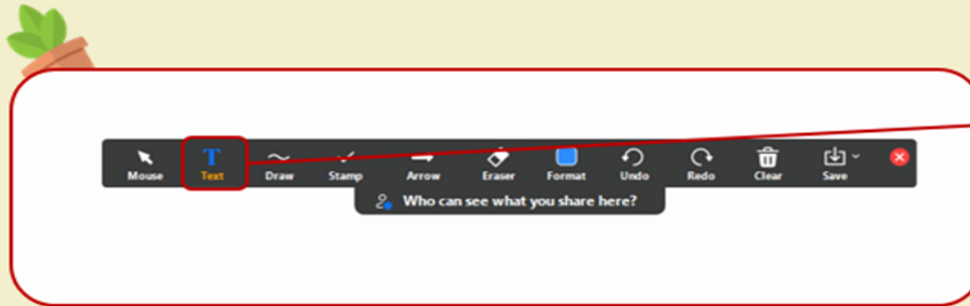 Mouse Text Draw Stamp Arrow Eraser Format Undo Redo Clear Save
Who can see what you share here?